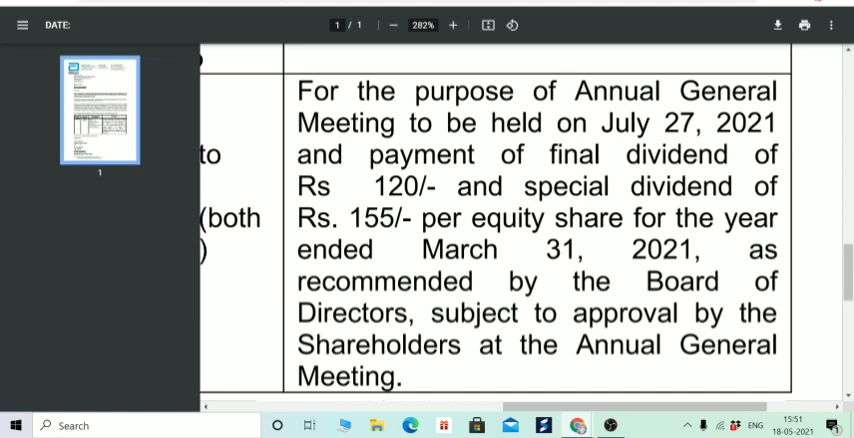 DATE:
1 / 1
282%
1
to
(both
)
For the purpose of Annual General
Meeting to be held on July 27, 2021
and payment of final dividend of
Rs 120/- and special dividend of
Rs. 155/- per equity share for the year
ended March 31, 2021, as
recommended by the Board of
Directors, subject to approval by the
Shareholders at the Annual General
Meeting.
Search
ENG
15:51
18-05-2021
1